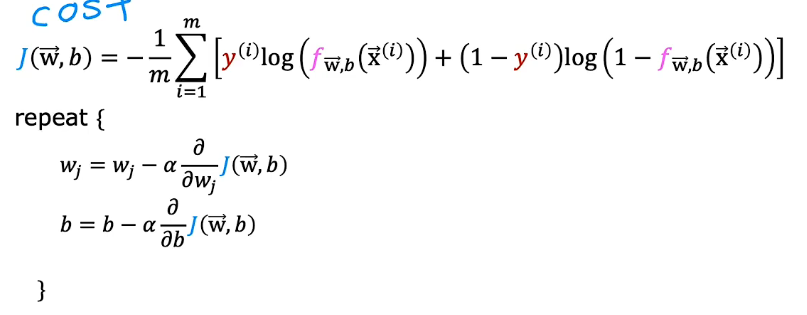 COST
J(w⃗, b) = −1/m ∑_{i=1}^{m} [y^{(i)} log(f_{w⃗,b}(x⃗^{(i)})) + (1 − y^{(i)}) log(1 − f_{w⃗,b}(x⃗^{(i)}))]
repeat {
w_j = w_j − α ∂/∂w_j J(w⃗, b)
b = b − α ∂/∂b J(w⃗, b)
}